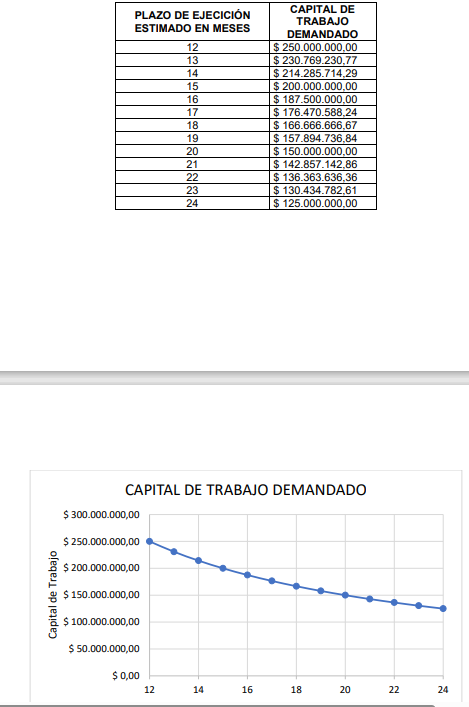 PLAZO DE EJECICIÓN
ESTIMADO EN MESES
CAPITAL DE
TRABAJO
DEMANDADO
12 $ 250.000.000,00
13 $ 230.769.230,77
14 $ 214.285.714,29
15 $ 200.000.000,00
16 $ 187.500.000,00
17 $ 176.470.588,24
18 $ 166.666.666,67
19 $ 157.894.736,84
20 $ 150.000.000,00
21 $ 142.857.142,86
22 $ 136.363.636,36
23 $ 130.434.782,61
24 $ 125.000.000,00
CAPITAL DE TRABAJO DEMANDADO
Capital de Trabajo
$ 300.000.000,00
$ 250.000.000,00
$ 200.000.000,00
$ 150.000.000,00
$ 100.000.000,00
$ 50.000.000,00
$ 0,00
12 14 16 18 20 22 24